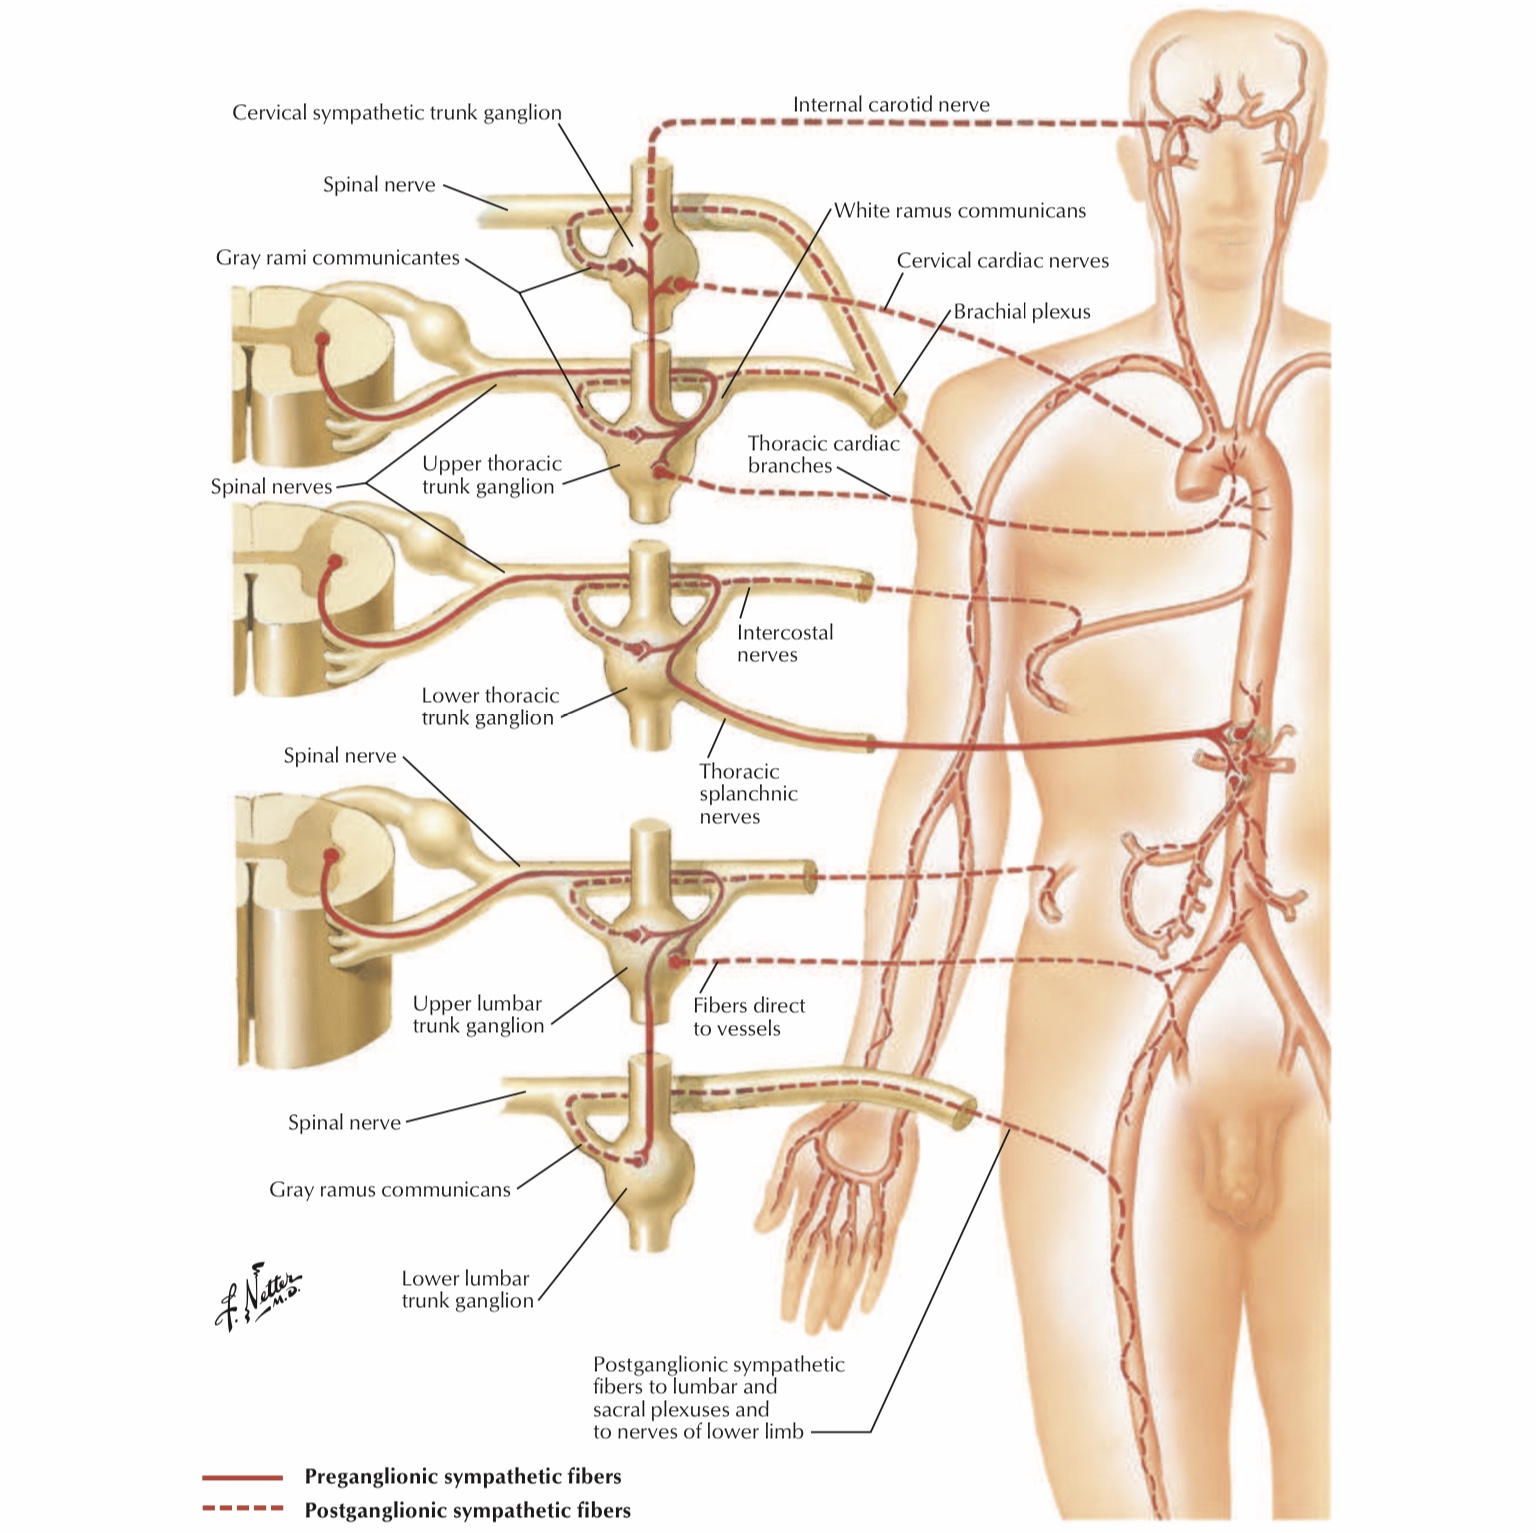 Internal carotid nerve
Cervical sympathetic trunk ganglion
Spinal nerve
White ramus communicans
Gray rami communicantes
Cervical cardiac nerves
Brachial plexus
Thoracic cardiac
branches
Upper thoracic
trunk ganglion
Spinal nerves
Intercostal
nerves
Lower thoracic
trunk ganglion
Spinal nerve
Thoracic
splanchnic
nerves
Upper lumbar
trunk ganglion
Fibers direct
to vessels
Spinal nerve
Gray ramus communicans
Lower lumbar
trunk ganglion
F. Netter
M.D.
Postganglionic sympathetic
fibers to lumbar and
sacral plexuses and
to nerves of lower limb
Preganglionic sympathetic fibers
Postganglionic sympathetic fibers